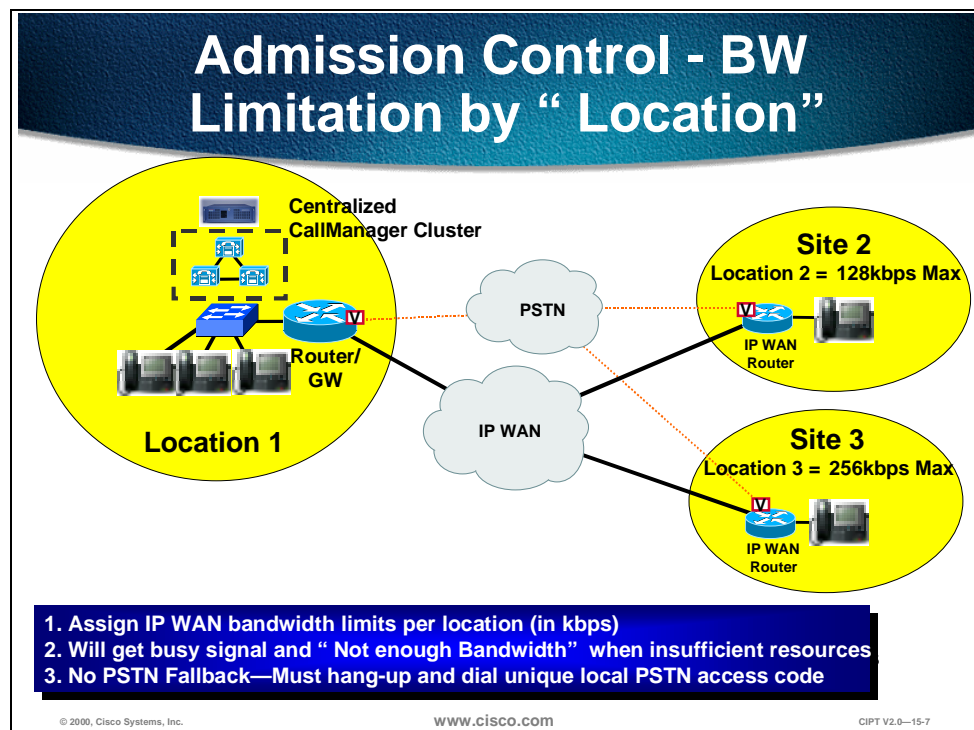 Admission Control - BW
Limitation by “ Location”
Centralized
CallManager Cluster
V
Router/
GW
Location 1
PSTN
IP WAN
Site 2
Location 2 = 128kbps Max
V
IP WAN
Router
Site 3
Location 3 = 256kbps Max
V
IP WAN
Router
1. Assign IP WAN bandwidth limits per location (in kbps)
2. Will get busy signal and “ Not enough Bandwidth” when insufficient resources
3. No PSTN Fallback—Must hang-up and dial unique local PSTN access code
© 2000, Cisco Systems, Inc.
www.cisco.com
CIPT V2.0—15-7